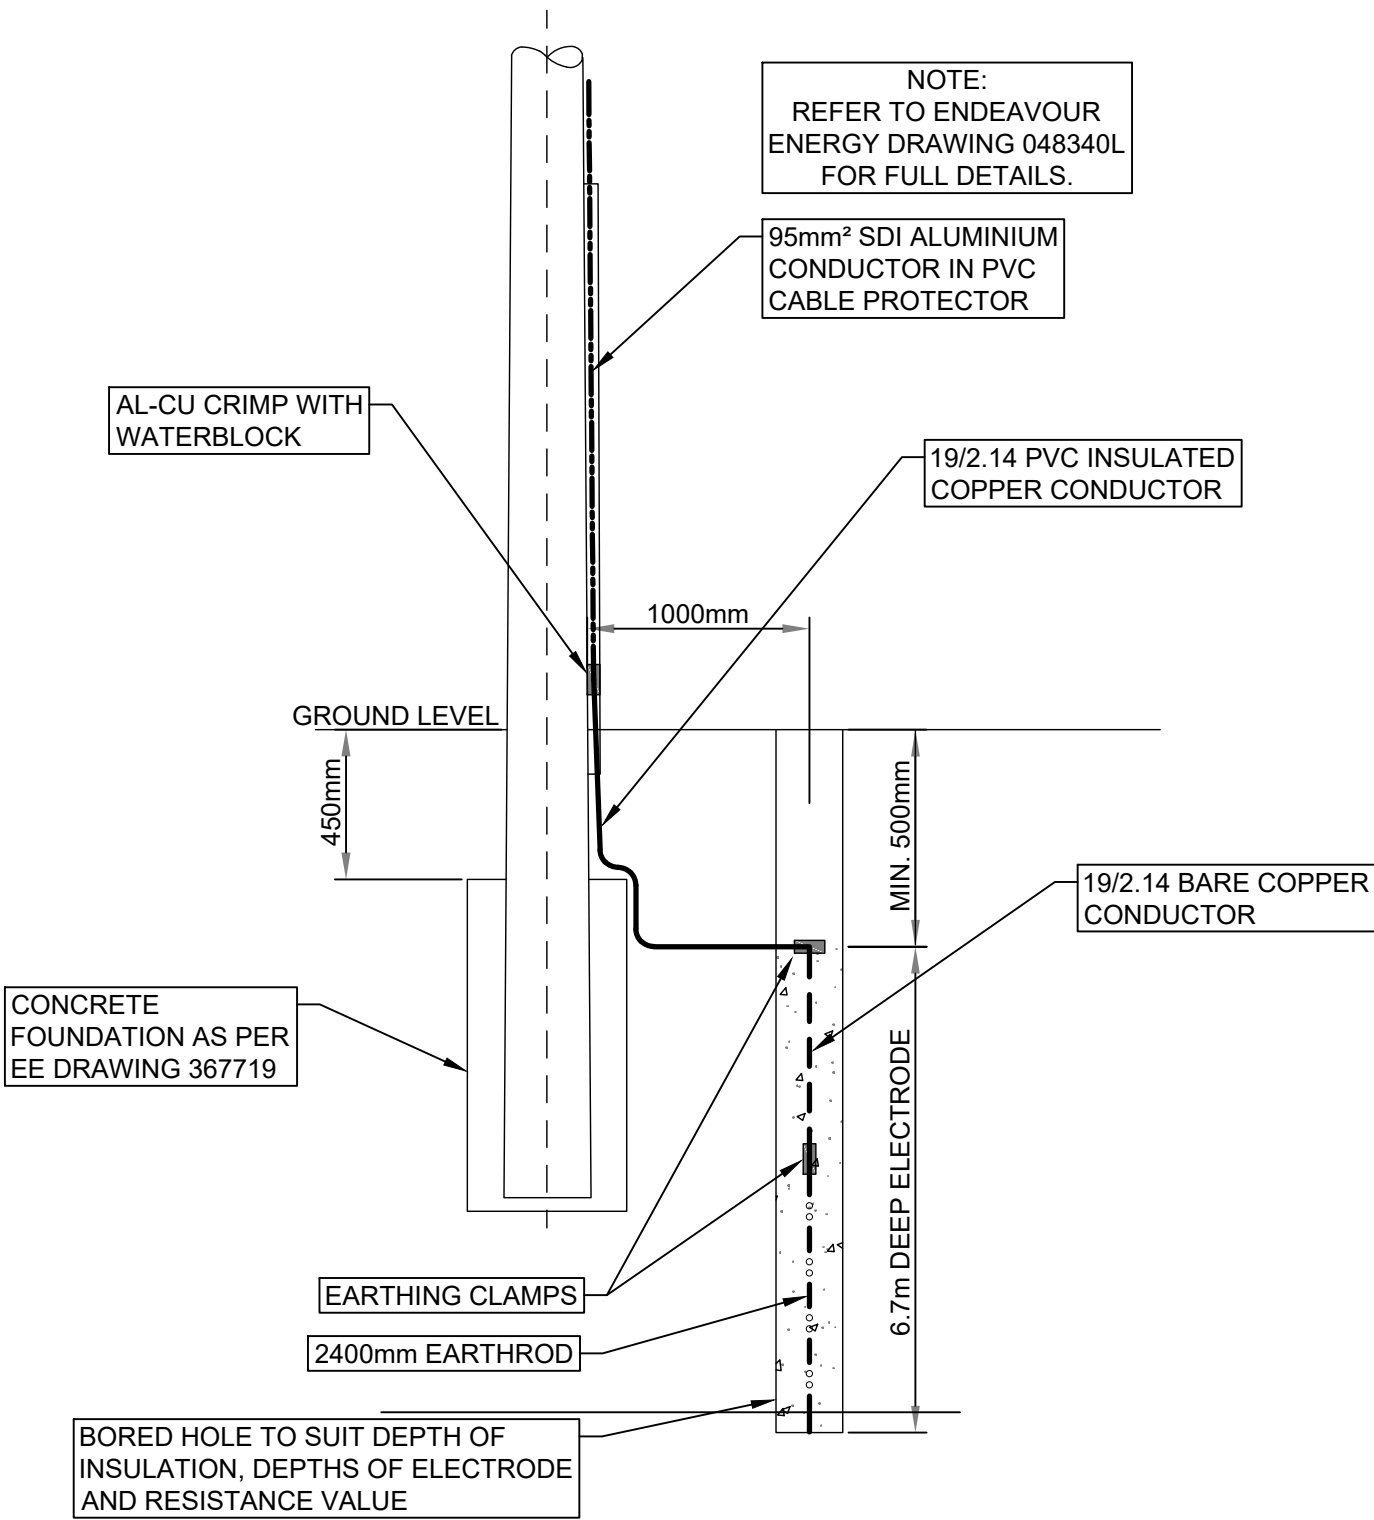 NOTE:
REFER TO ENDEAVOUR
ENERGY DRAWING 048340L
FOR FULL DETAILS.
95mm² SDI ALUMINIUM
CONDUCTOR IN PVC
CABLE PROTECTOR
AL-CU CRIMP WITH
WATERBLOCK
19/2.14 PVC INSULATED
COPPER CONDUCTOR
1000mm
GROUND LEVEL
450mm
MIN. 500mm
19/2.14 BARE COPPER
CONDUCTOR
CONCRETE
FOUNDATION AS PER
EE DRAWING 367719
6.7m DEEP ELECTRODE
EARTHING CLAMPS
2400mm EARTHROD
BORED HOLE TO SUIT DEPTH OF
INSULATION, DEPTHS OF ELECTRODE
AND RESISTANCE VALUE